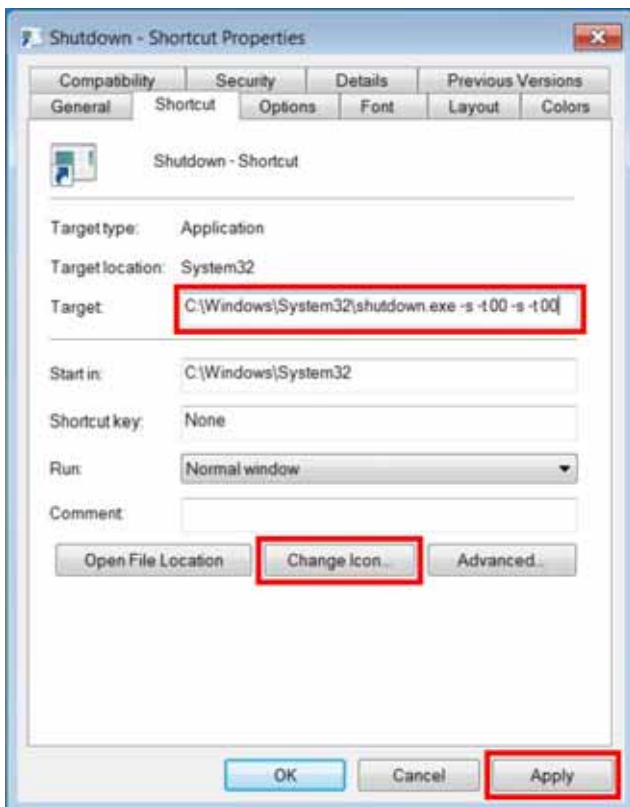 Shutdown - Shortcut Properties
Compatibility Security Details Previous Versions
General Shortcut Options Font Layout Colors
Shutdown - Shortcut
Target type: Application
Target location: System32
Target: C:\Windows\System32\shutdown.exe -s -t 00 -s -t 00
Start in: C:\Windows\System32
Shortcut key: None
Run: Normal window
Comment:
Open File Location Change Icon... Advanced...
OK Cancel Apply